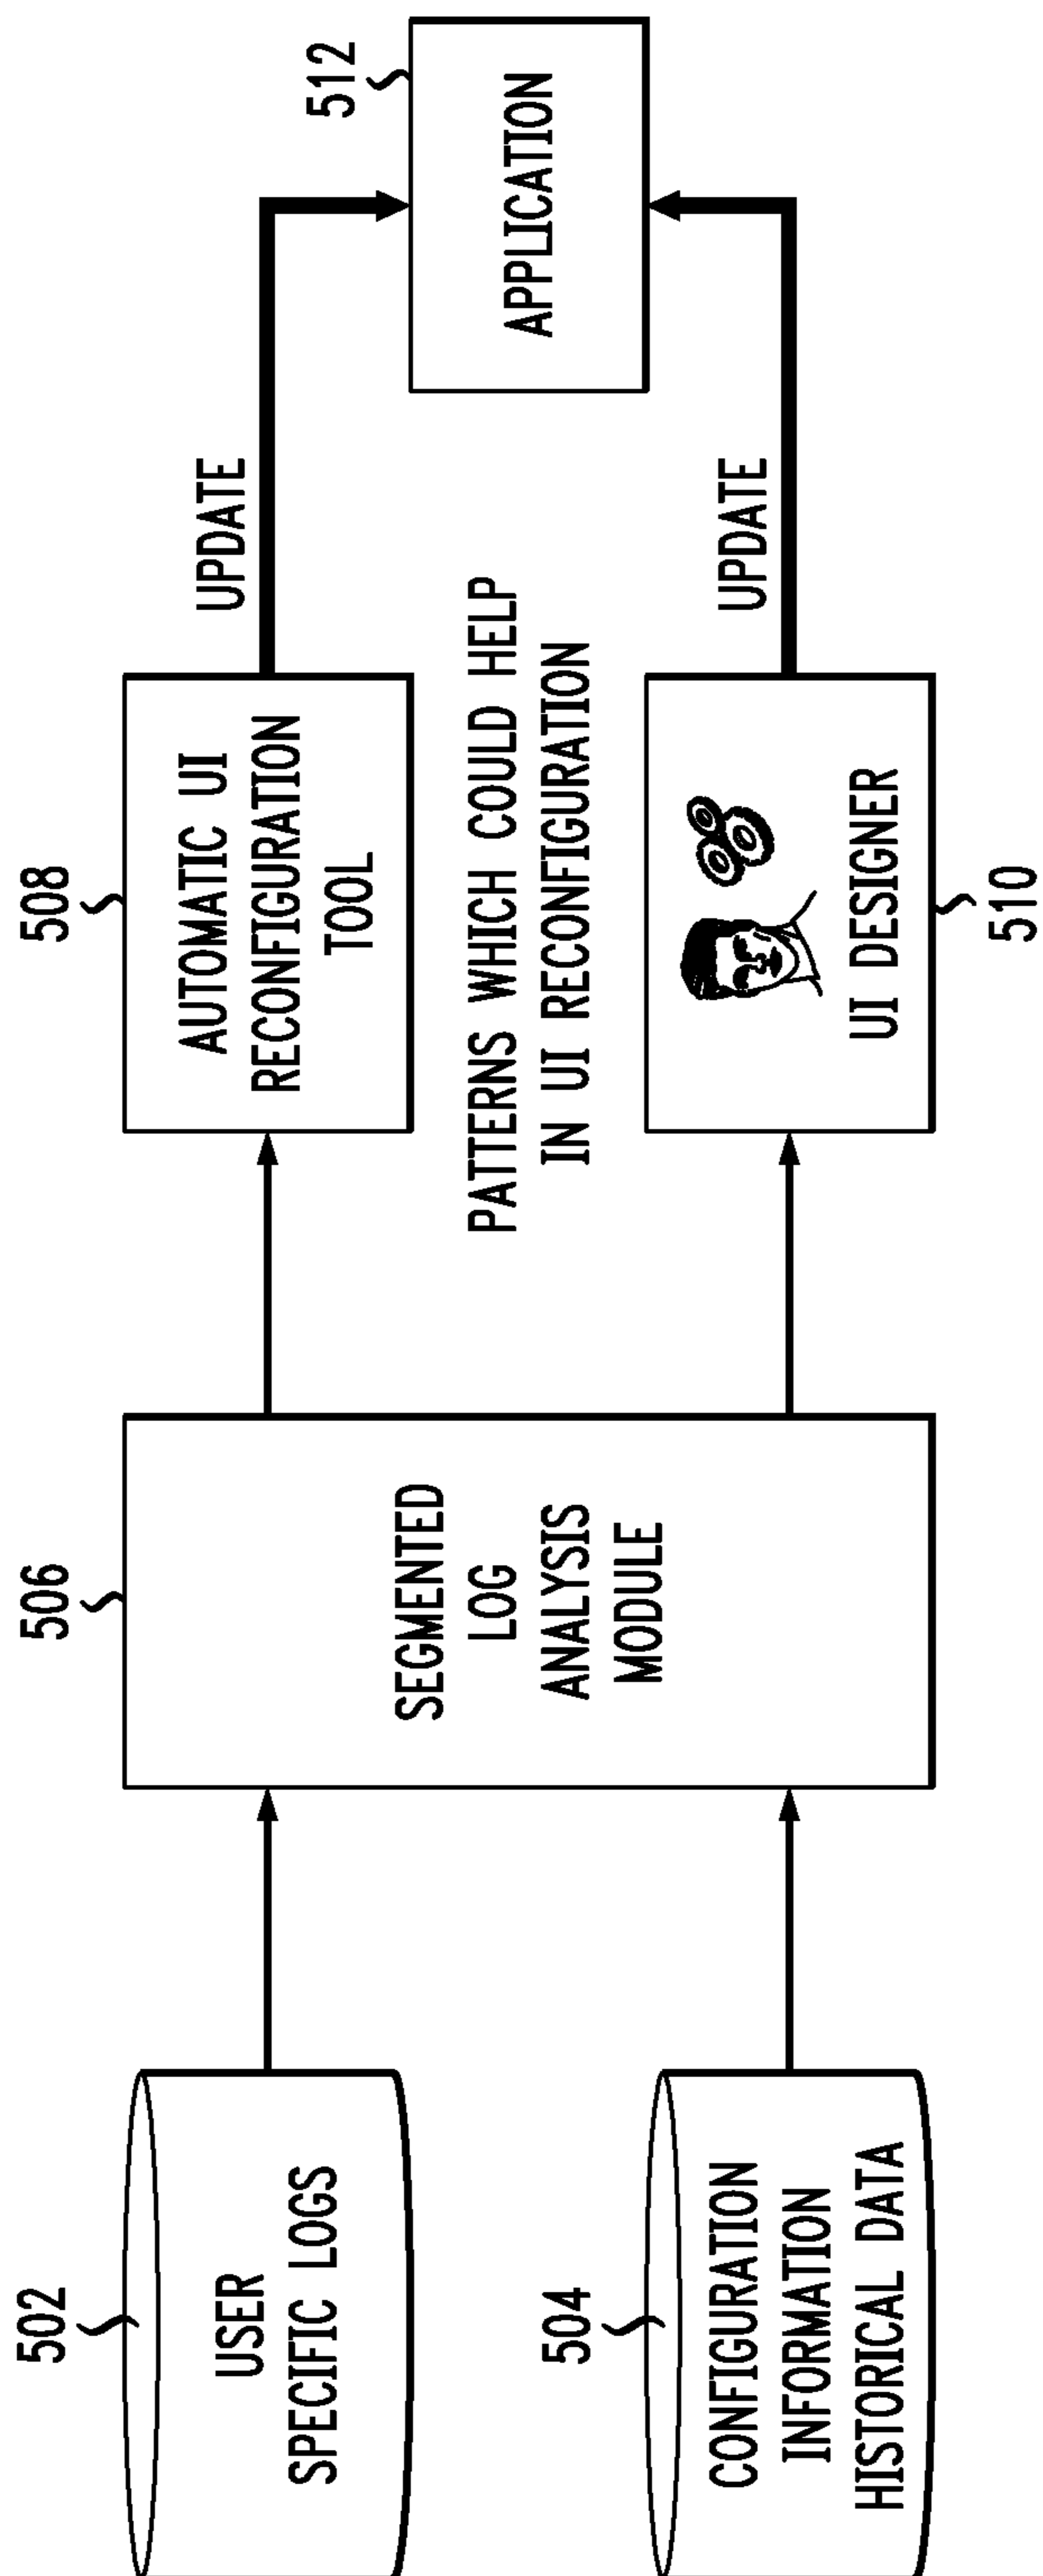 502
USER
SPECIFIC LOGS
504
CONFIGURATION
INFORMATION
HISTORICAL DATA
506
SEGMENTED
LOG
ANALYSIS
MODULE
508
AUTOMATIC UI
RECONFIGURATION
TOOL
PATTERNS WHICH COULD HELP
IN UI RECONFIGURATION
UI DESIGNER
510
UPDATE
UPDATE
512
APPLICATION